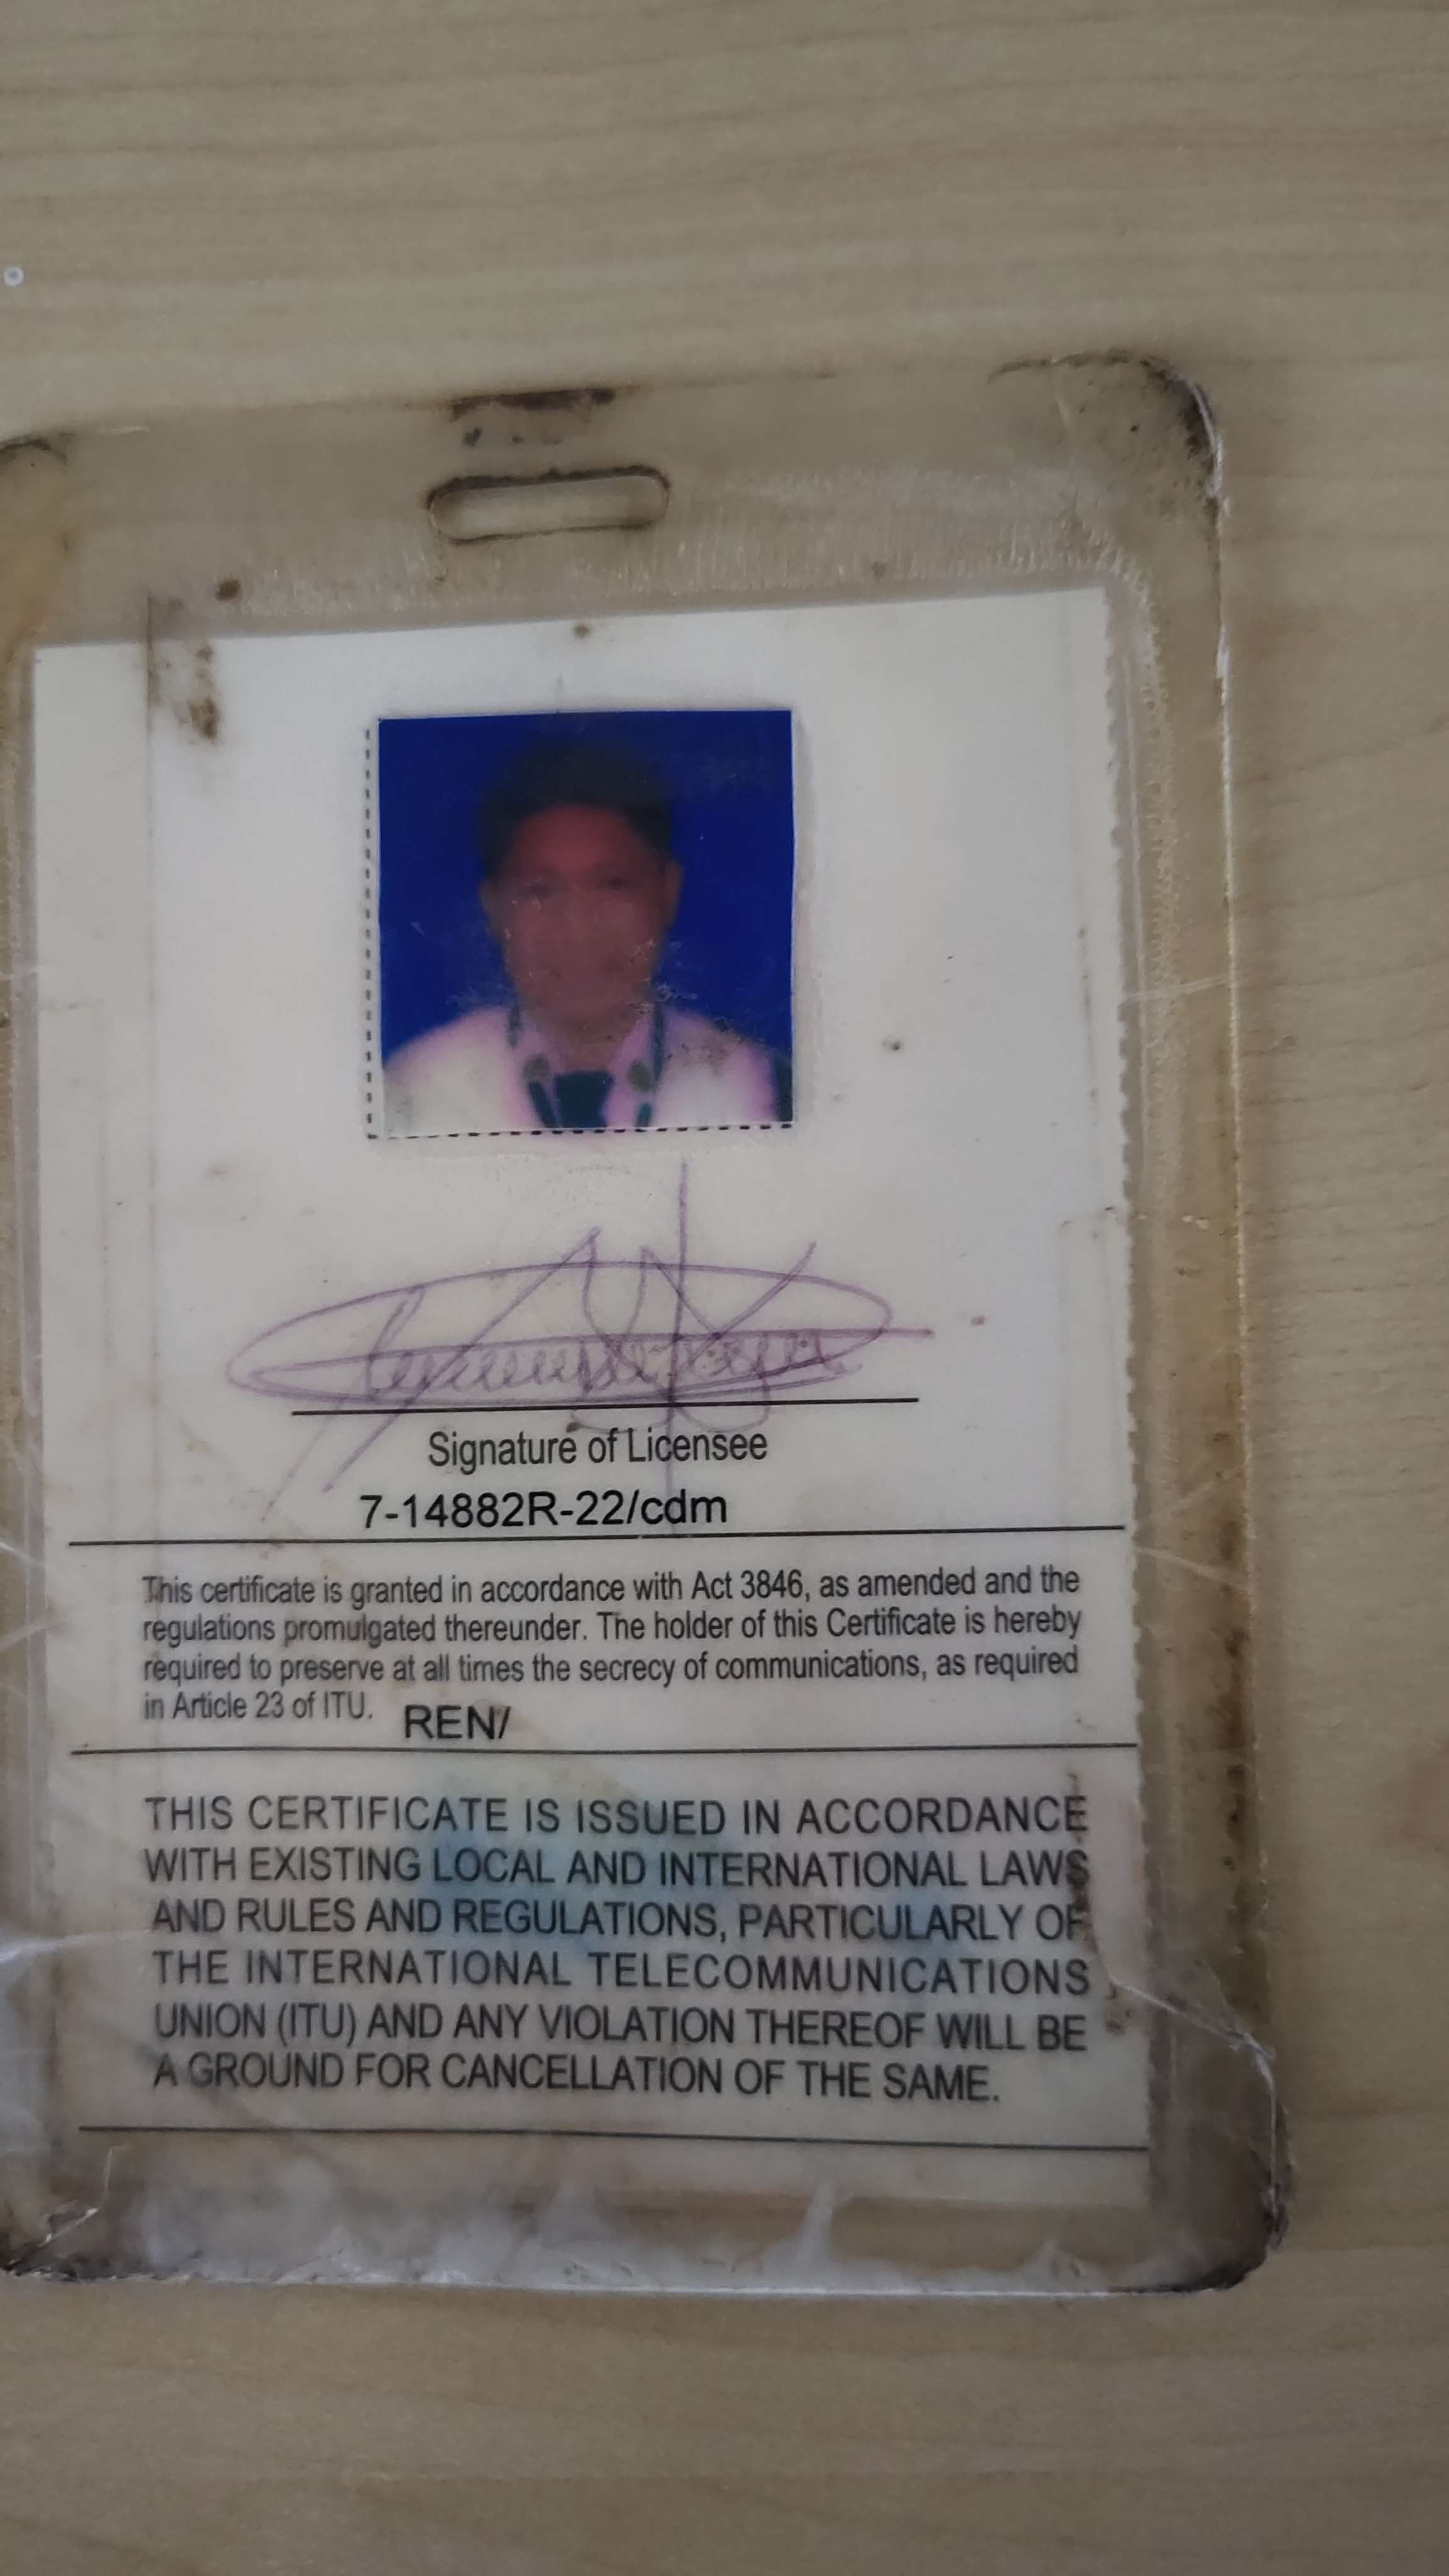 Signature of Licensee
7-14882R-22/cdm
This certificate is granted in accordance with Act 3846, as amended and the
regulations promulgated thereunder. The holder of this Certificate is hereby
required to preserve at all times the secrecy of communications, as required
in Article 23 of ITU. REN/
THIS CERTIFICATE IS ISSUED IN ACCORDANCE
WITH EXISTING LOCAL AND INTERNATIONAL LAWS
AND RULES AND REGULATIONS, PARTICULARLY OF
THE INTERNATIONAL TELECOMMUNICATIONS
UNION (ITU) AND ANY VIOLATION THEREOF WILL BE
A GROUND FOR CANCELLATION OF THE SAME.